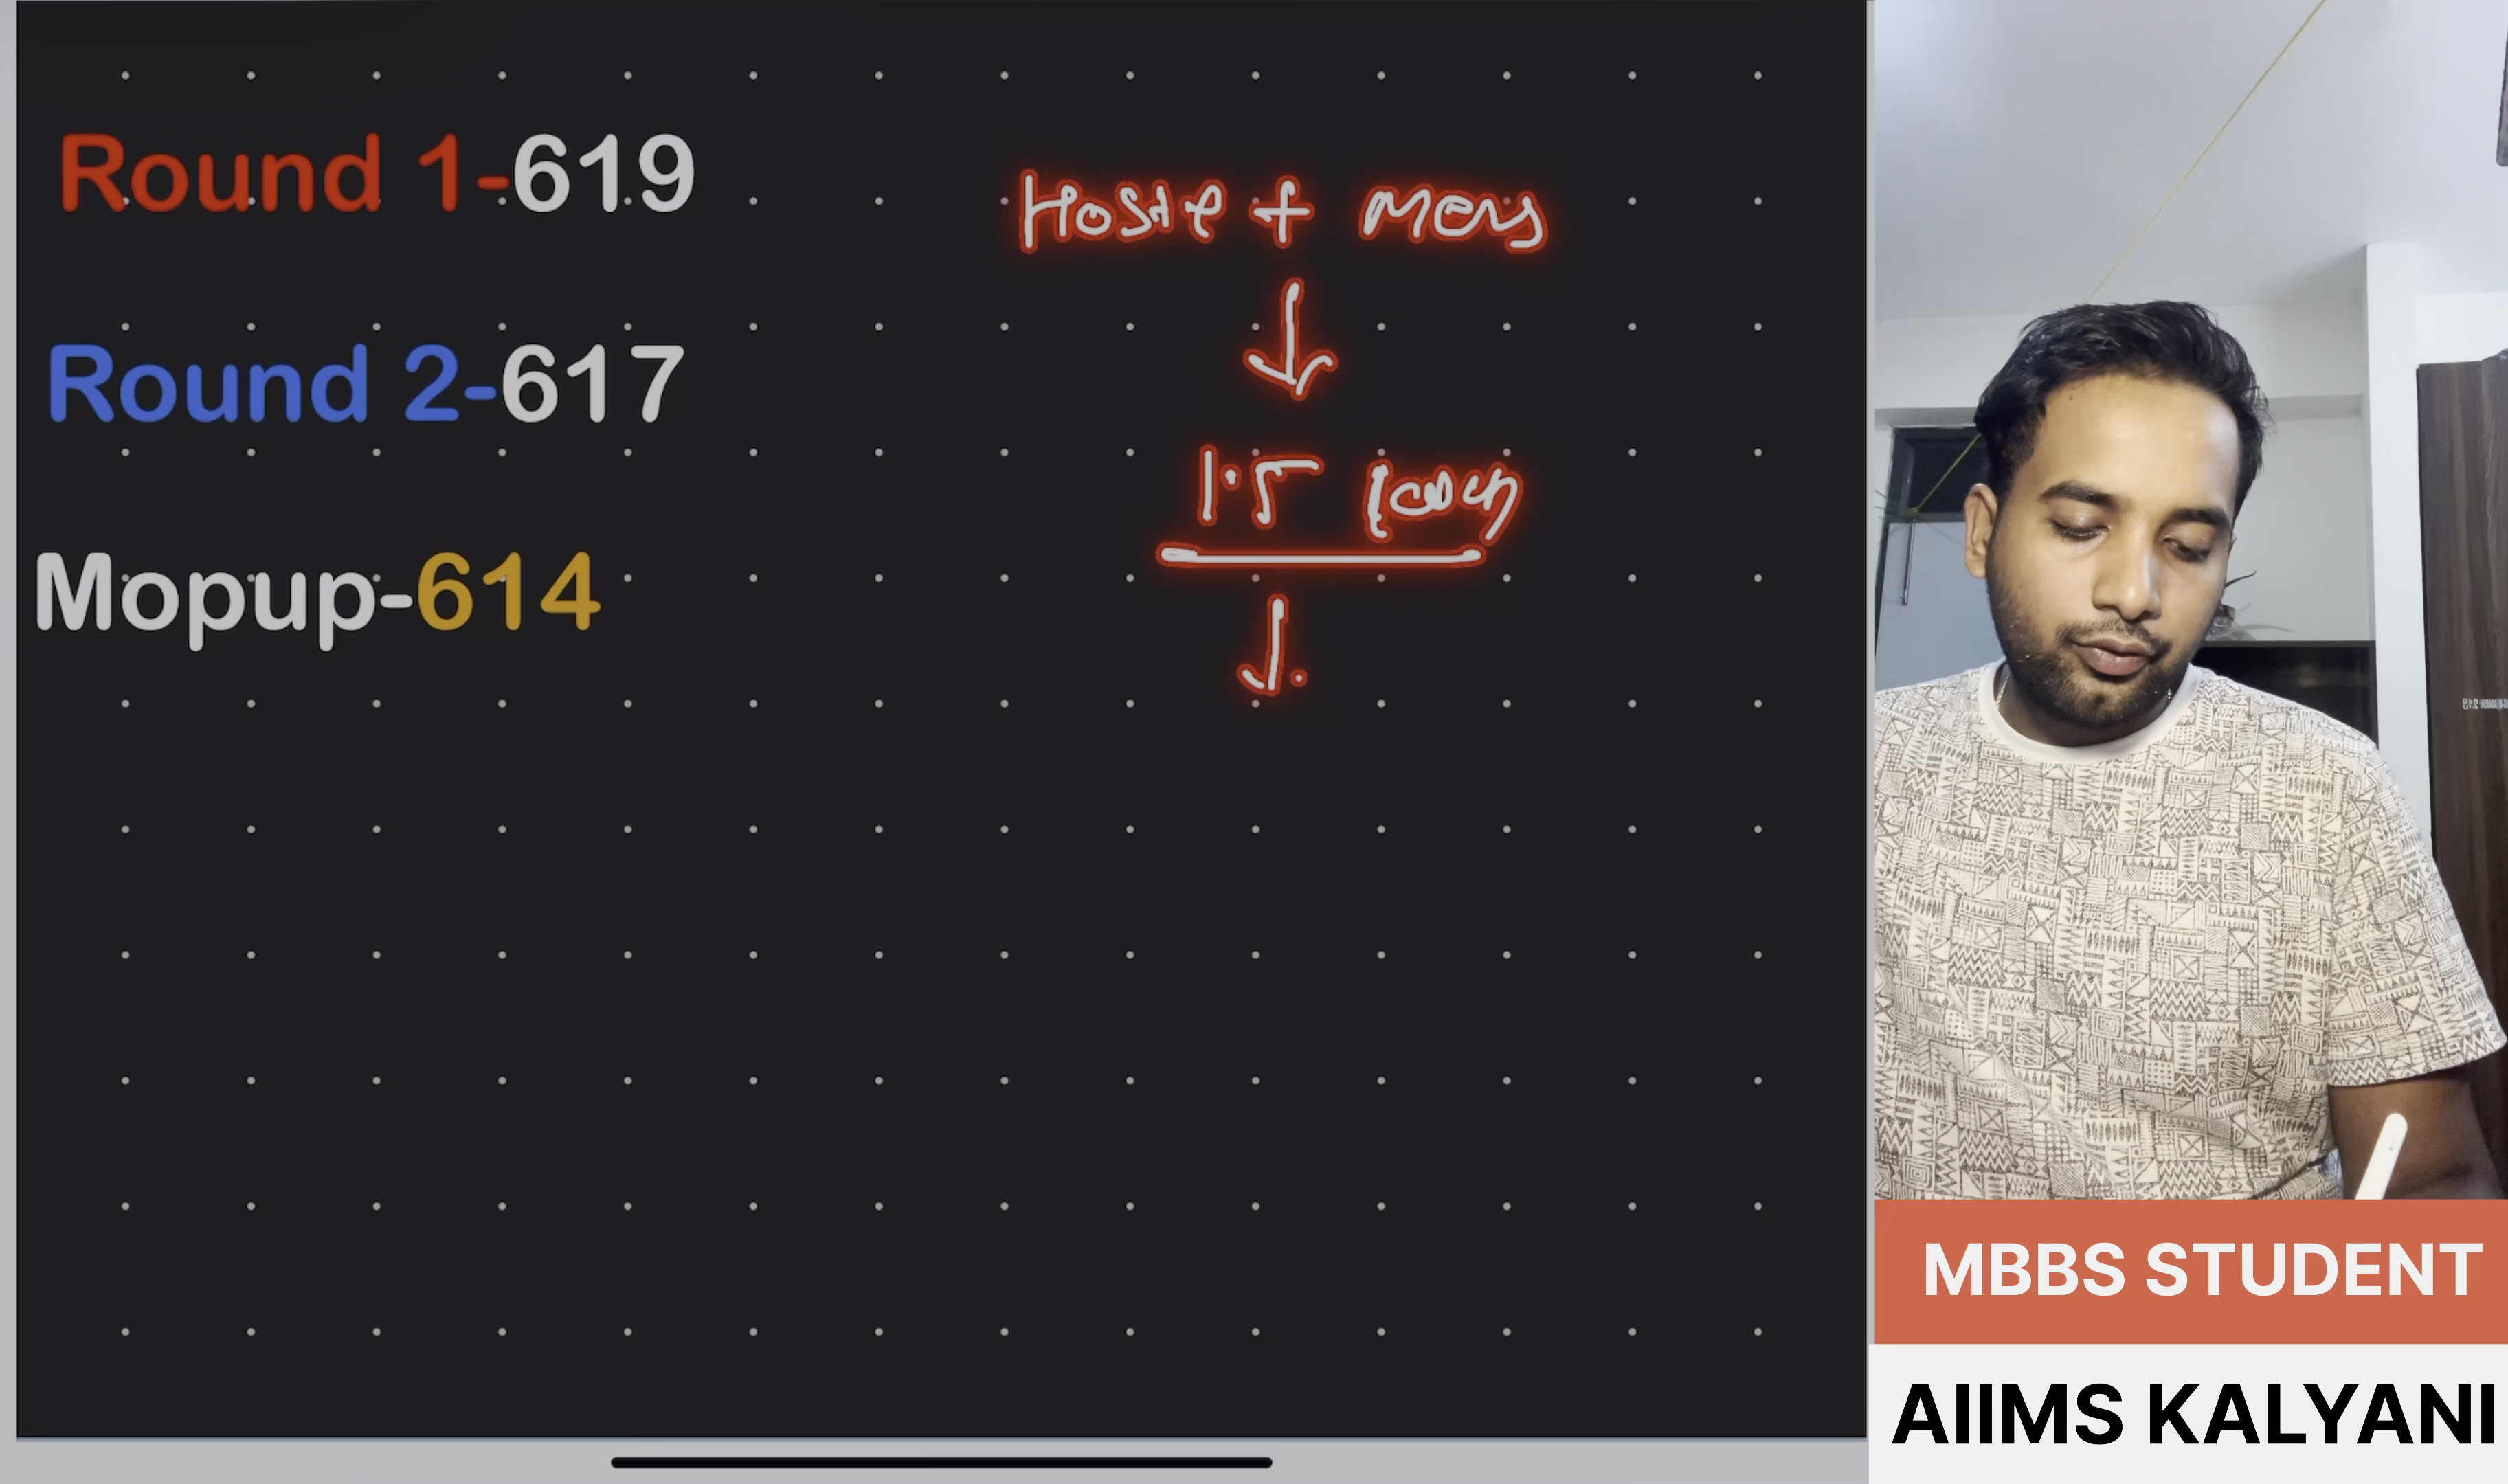 Round 1-619
Hostel + Mess
Round 2-617
1.5 lakh
Mopup-614
MBBS STUDENT
AIIMS KALYANI